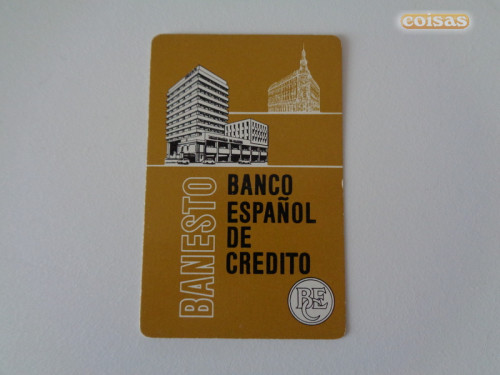 coisas
BANESTO
BANCO
ESPAÑOL
DE
CREDITO
BEC